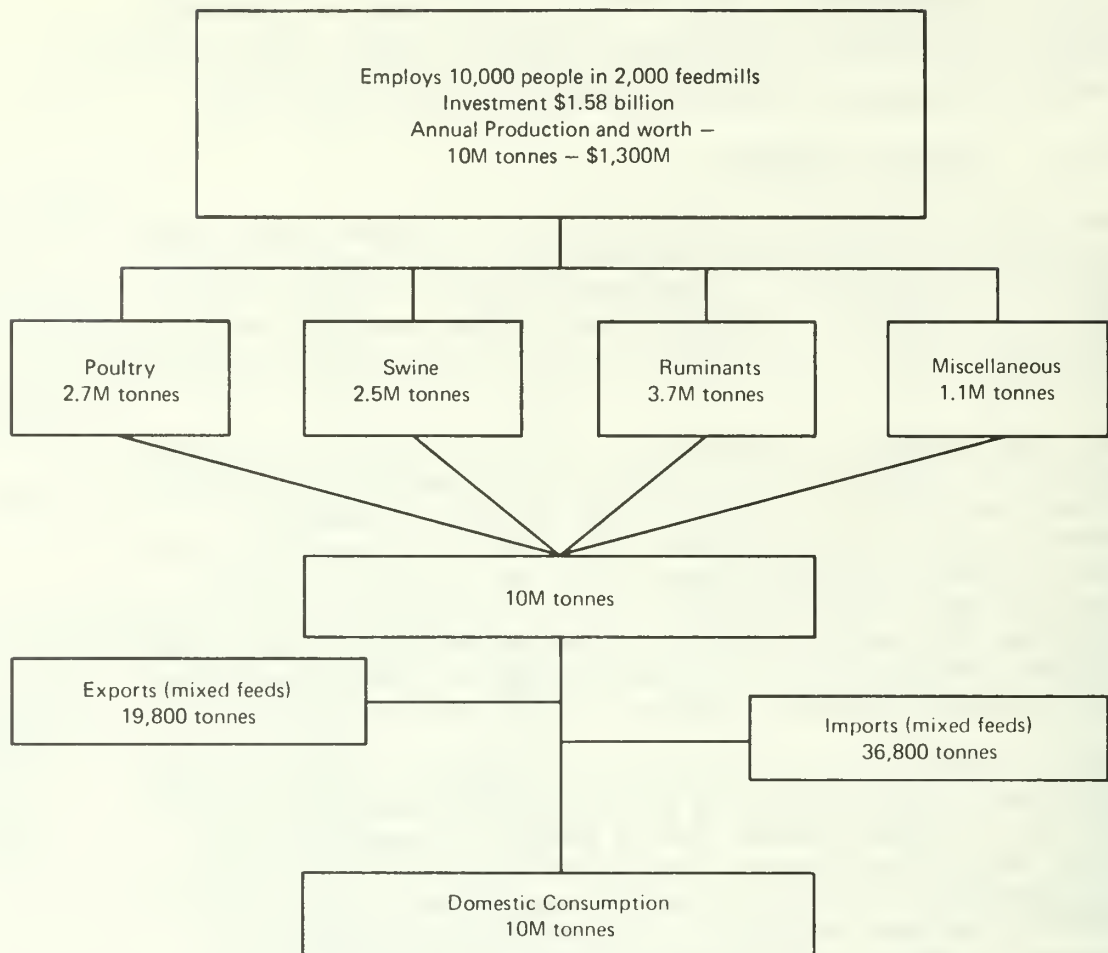 Employs 10,000 people in 2,000 feedmills
Investment $1.58 billion
Annual Production and worth —
10M tonnes — $1,300M
Poultry
2.7M tonnes
Swine
2.5M tonnes
Ruminants
3.7M tonnes
Miscellaneous
1.1M tonnes
10M tonnes
Exports (mixed feeds)
19,800 tonnes
Imports (mixed feeds)
36,800 tonnes
Domestic Consumption
10M tonnes